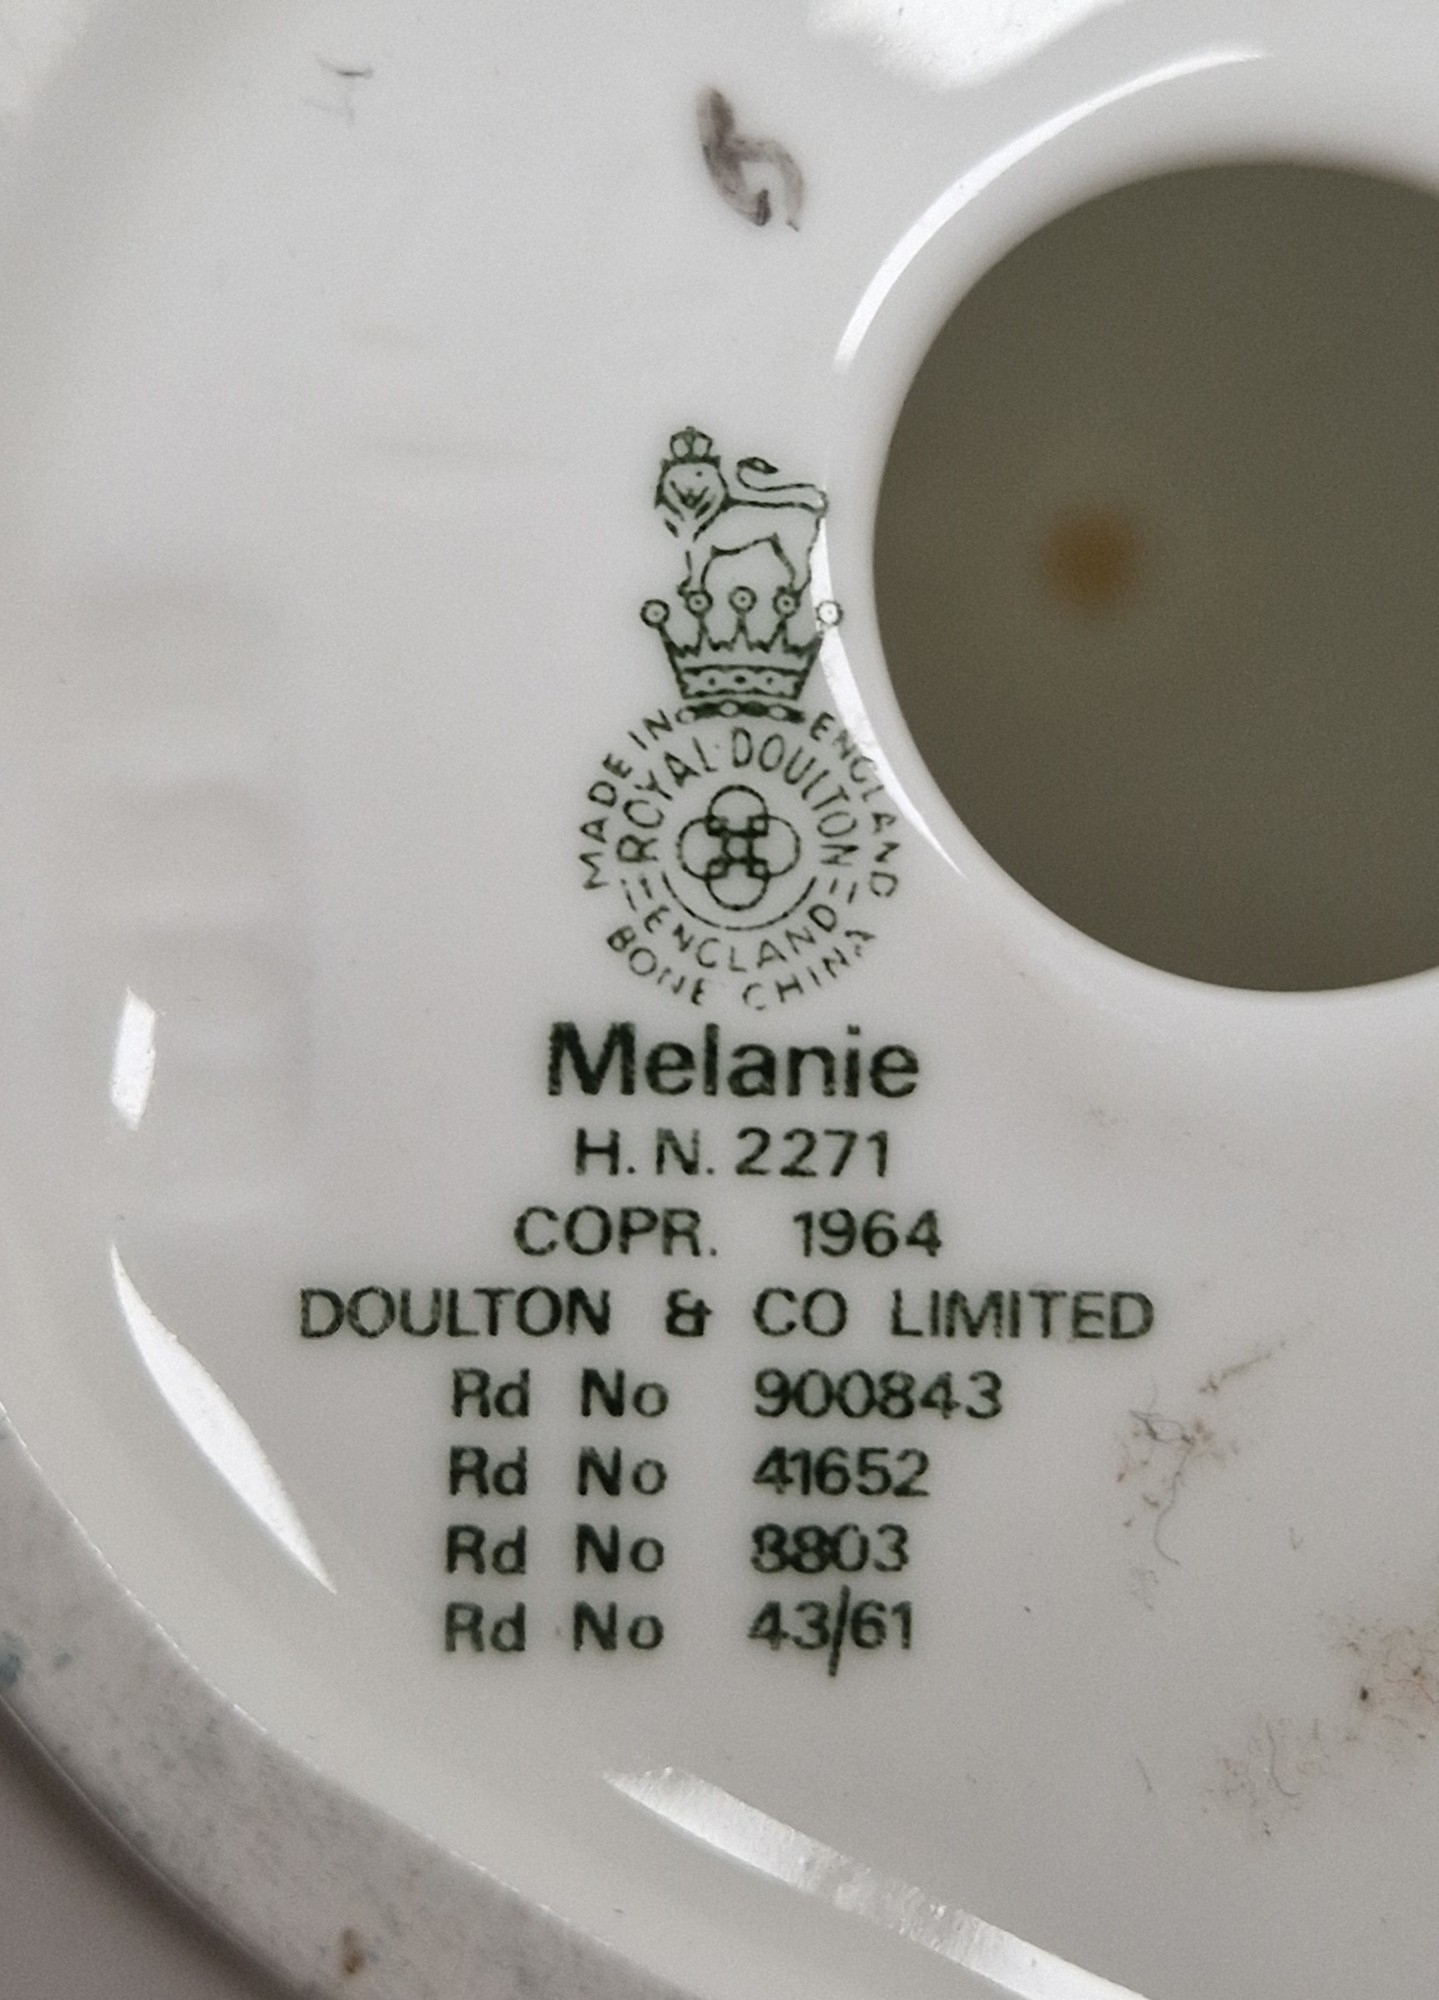 MADE IN ENGLAND
ROYAL DOULTON
ENGLAND
BONE CHINA
Melanie
H.N. 2271
COPR. 1964
DOULTON & CO LIMITED
Rd No 900843
Rd No 41652
Rd No 8803
Rd No 43/61